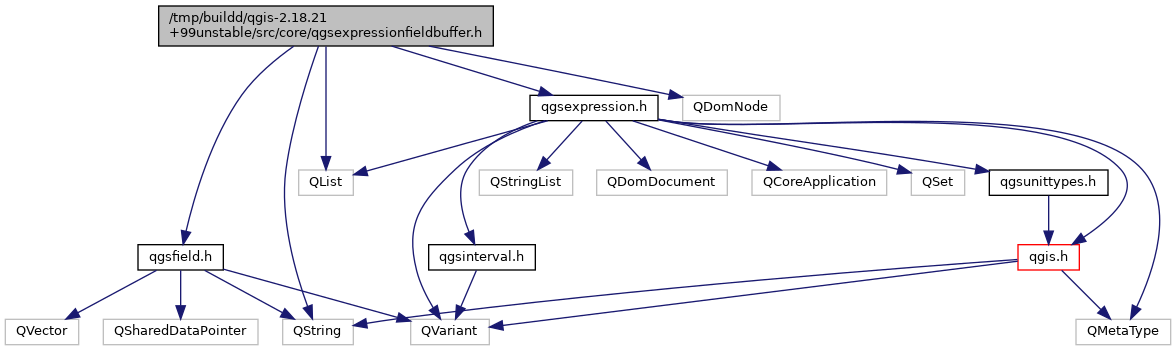 /tmp/buildd/qgis-2.18.21
+99unstable/src/core/qgsexpressionfieldbuffer.h
qgsexpression.h
QDomNode
QList
QStringList
QDomDocument
QCoreApplication
QSet
qgsunittypes.h
qgsfield.h
qgsinterval.h
qgis.h
QVector
QSharedDataPointer
QString
QVariant
QMetaType